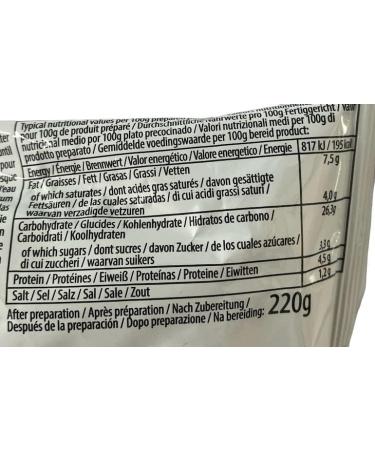 Typical nutritional values per 100g
pour 100g de produit préparé / Durchschnittliche Nährwerte pro 100g Fertiggericht / Valor
nutricional medio por 100g plato precocinado / Valori nutrizionali medi per 100g di
prodotto preparato / Gemiddelde voedingswaarde per 100g bereid product:
Energy / Énergie / Brennwert / Valor energético / Valore energetico / Energie 817 kJ / 195 kcal
Fat / Graisses / Fett / Grasas / Grassi / Vetten 7,5g
of which saturates / dont acides gras saturés / davon gesättigte
Fettsäuren / de las cuales saturadas / di cui acidi grassi saturi /
waarvan verzadigde vetzuren 4,0g
Carbohydrate / Glucides / Kohlenhydrate / Hidratos de carbono / 26,3g
Carboidrati / Koolhydraten
of which sugars / dont sucres / davon Zucker / de los cuales azúcares /
di cui zuccheri / waarvan suikers 3,3g
Protein / Protéines / Eiweiß / Proteínas / Proteine / Eiwitten 4,5g
Salt / Sel / Salz / Sal / Sale / Zout 1,2g
After preparation / Après préparation / Nach Zubereitung /
Después de la preparación / Dopo preparazione / Na bereiding: 220g